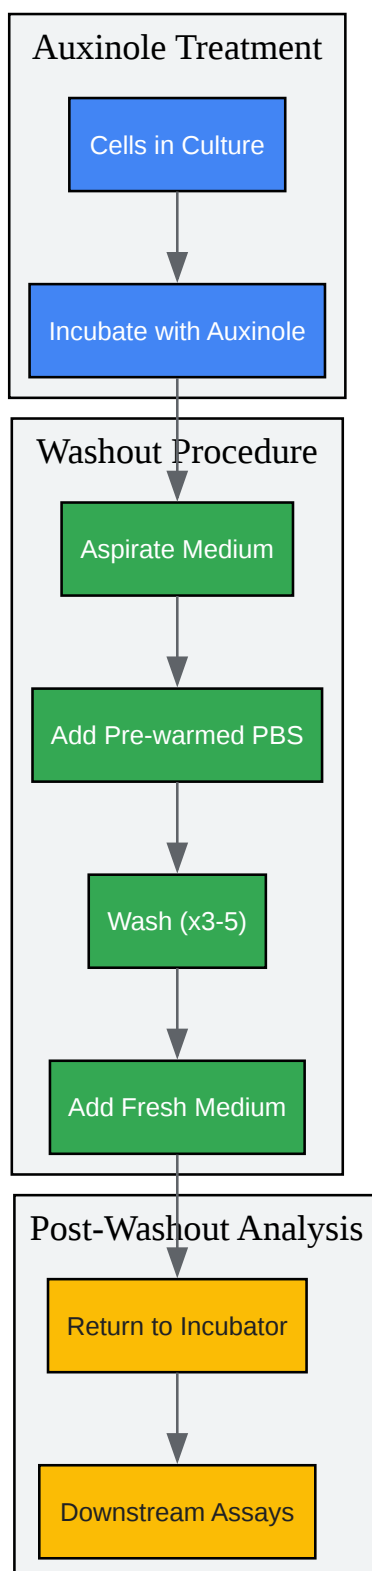 Auxinole Treatment
Cells in Culture
Incubate with Auxinole
Washout Procedure
Aspirate Medium
Add Pre-warmed PBS
Wash (x3-5)
Add Fresh Medium
Post-Washout Analysis
Return to Incubator
Downstream Assays